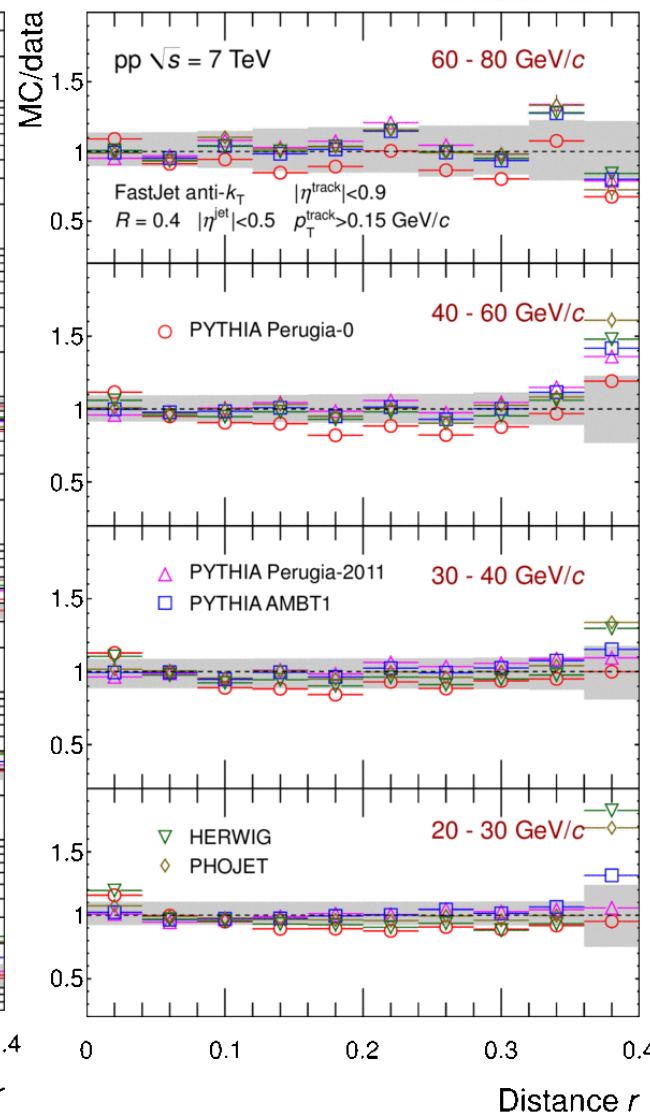 MC/data
pp √s = 7 TeV
60 - 80 GeV/c
1.5
1
FastJet anti-kT |ηtrack|<0.9
R = 0.4 |ηjet|<0.5 pTtrack>0.15 GeV/c
0.5
40 - 60 GeV/c
1.5
PYTHIA Perugia-0
1
0.5
PYTHIA Perugia-2011
30 - 40 GeV/c
1.5
PYTHIA AMBT1
1
0.5
HERWIG
20 - 30 GeV/c
1.5
PHOJET
1
0.5
.4
0 0.1 0.2 0.3 0.4
Distance r